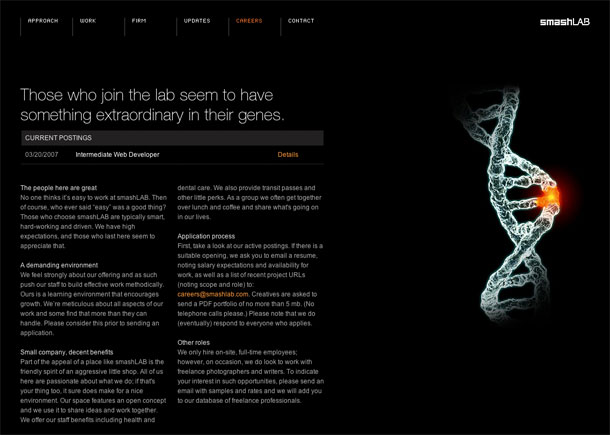 APPROACH
WORK
FIRM
UPDATES
CAREERS
CONTACT
smashLAB
Those who join the lab seem to have
something extraordinary in their genes.
CURRENT POSTINGS
03/20/2007 Intermediate Web Developer Details
The people here are great
No one thinks it's easy to work at smashLAB. Then
of course, who ever said "easy" was a good thing?
Those who choose smashLAB are typically smart,
hard-working and driven. We have high
expectations, and those who last here seem to
appreciate that.
A demanding environment
We feel strongly about our offering and as such
push our staff to build effective work methodically.
Ours is a learning environment that encourages
growth. We're meticulous about all aspects of our
work and some find that more than they can
handle. Please consider this prior to sending an
application.
Small company, decent benefits
Part of the appeal of a place like smashLAB is the
friendly spirit of an aggressive little shop. All of us
here are passionate about what we do; if that's
your thing too, it sure does make for a nice
environment. Our space features an open concept
and we use it to share ideas and work together.
We offer our staff benefits including health and
dental care. We also provide transit passes and
other little perks. As a group we often get together
over lunch and coffee and share what's going on
in our lives.
Application process
First, take a look at our active postings. If there is a
suitable opening, we ask you to email a resume,
noting salary expectations and availability for
work, as well as a list of recent project URLs
(noting scope and role) to:
careers@smashlab.com. Creatives are asked to
send a PDF portfolio of no more than 5 mb. (No
telephone calls please.) Please note that we do
(eventually) respond to everyone who applies.
Other roles
We only hire on-site, full-time employees;
however, on occasion, we do look to work with
freelance photographers and writers. To indicate
your interest in such opportunities, please send an
email with samples and rates and we will add you
to our database of freelance professionals.